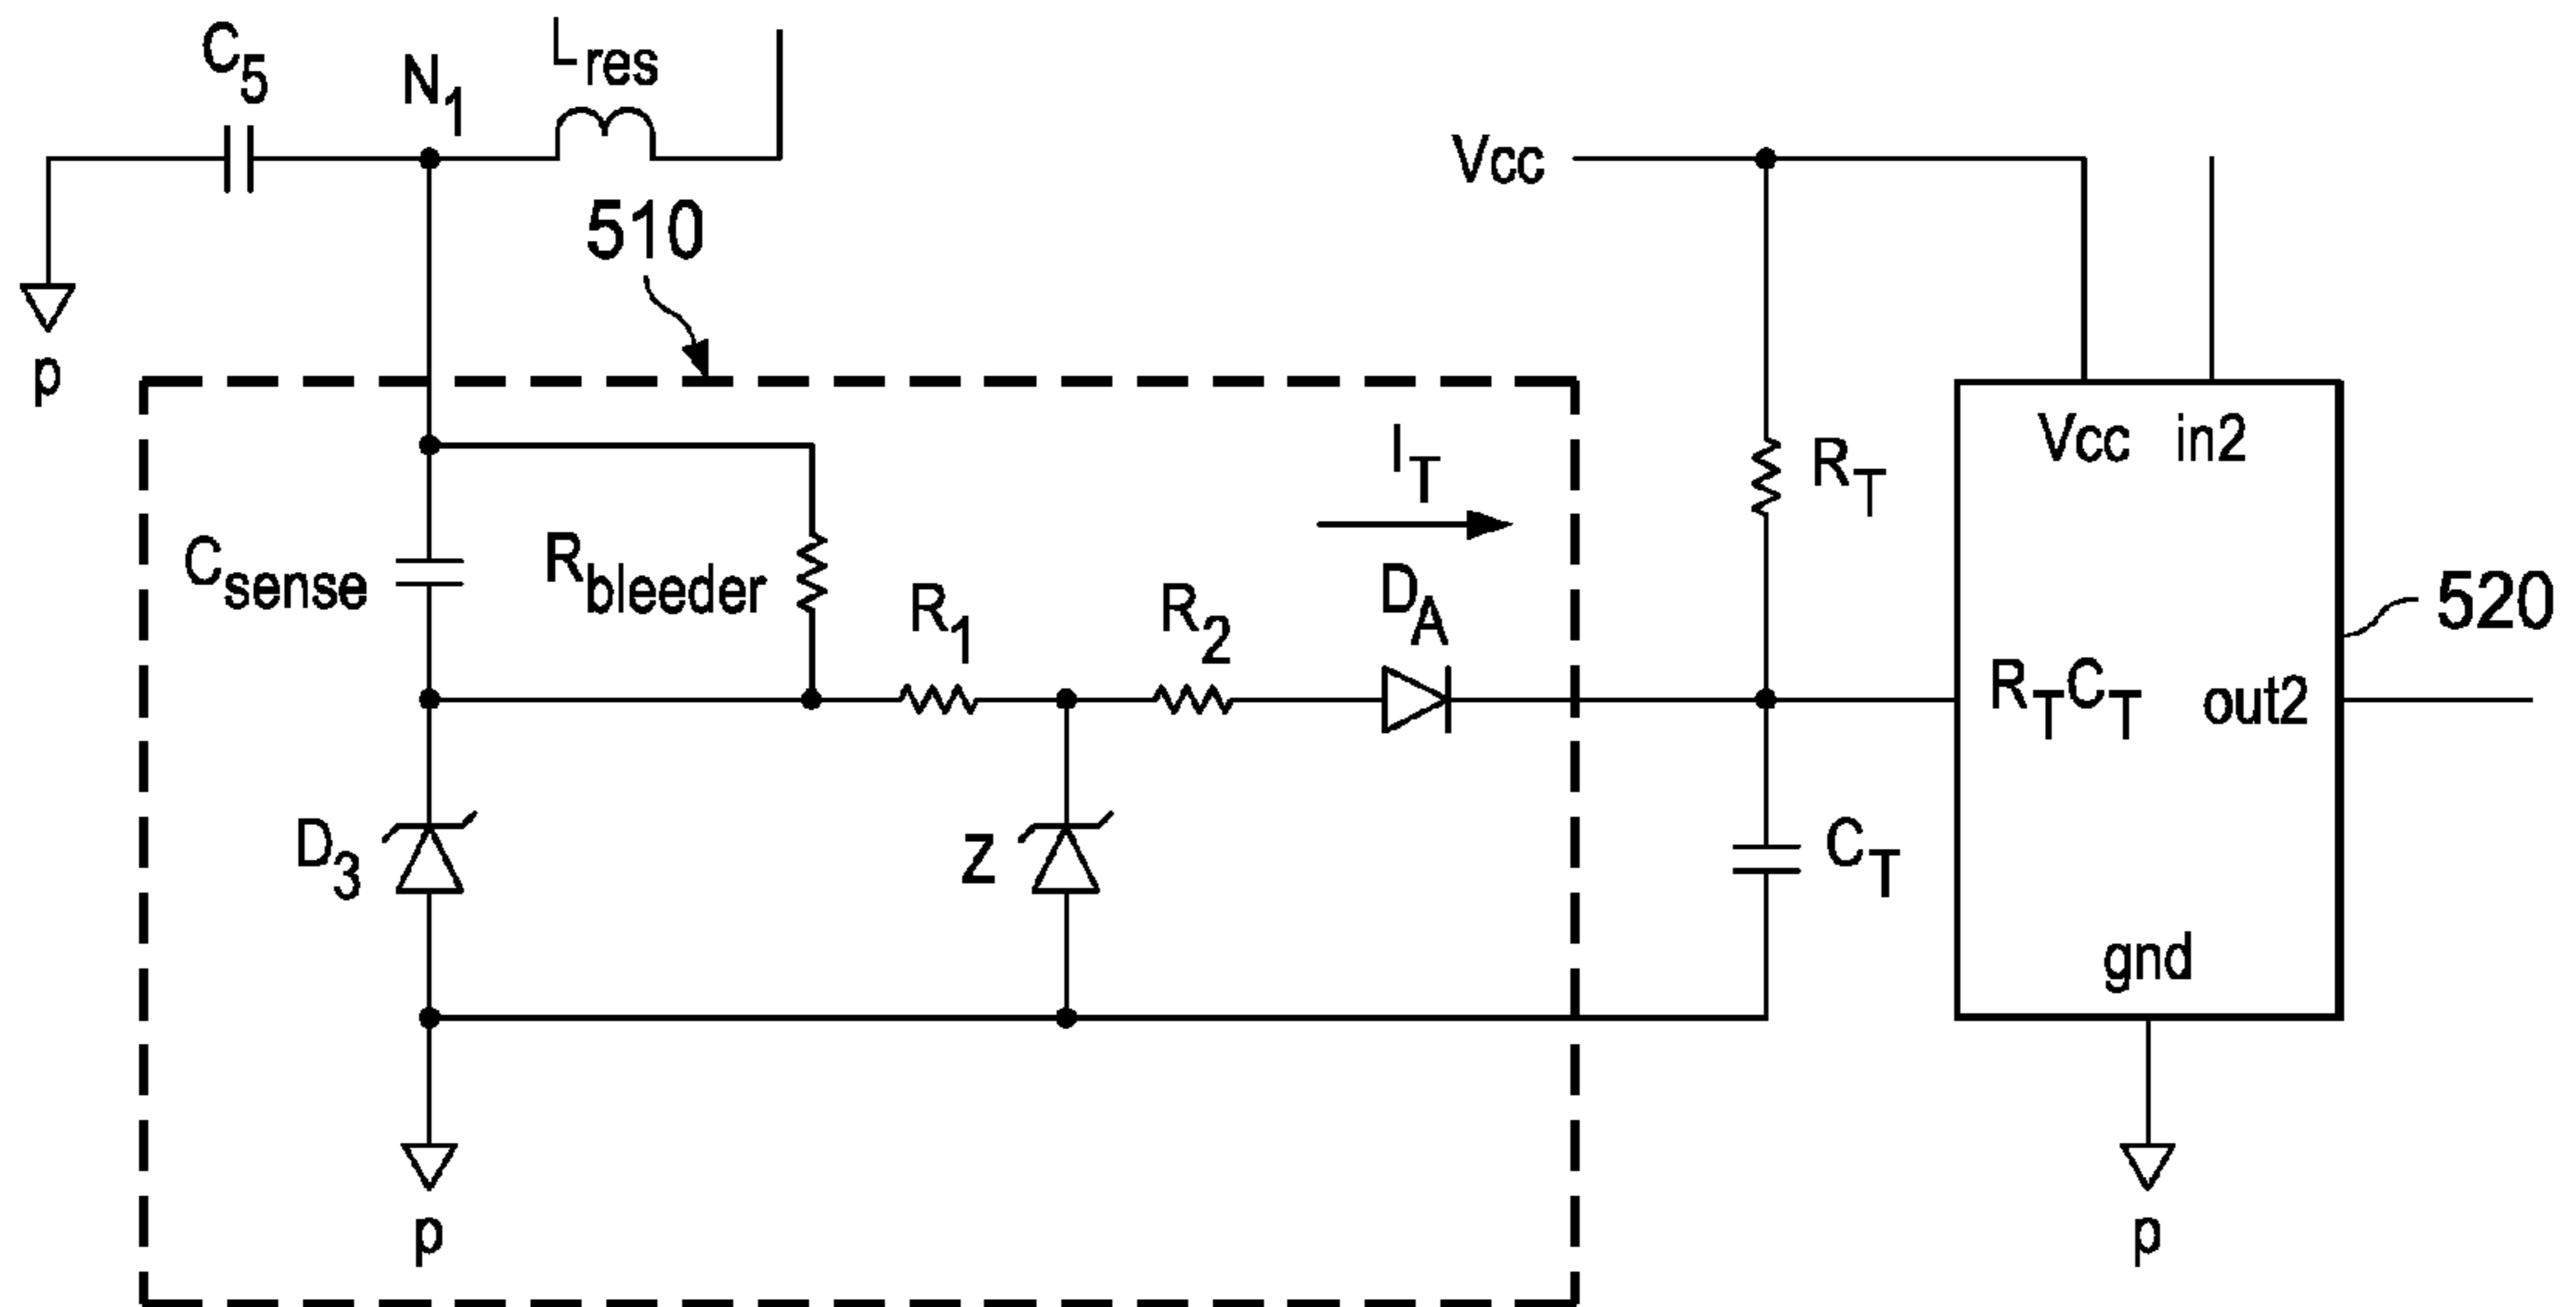 C5
N1
Lres
Vcc
510
p
IT
Vcc
in2
RT
Csense
Rbleeder
R1
R2
DA
520
RTCT
out2
D3
Z
CT
gnd
p
p